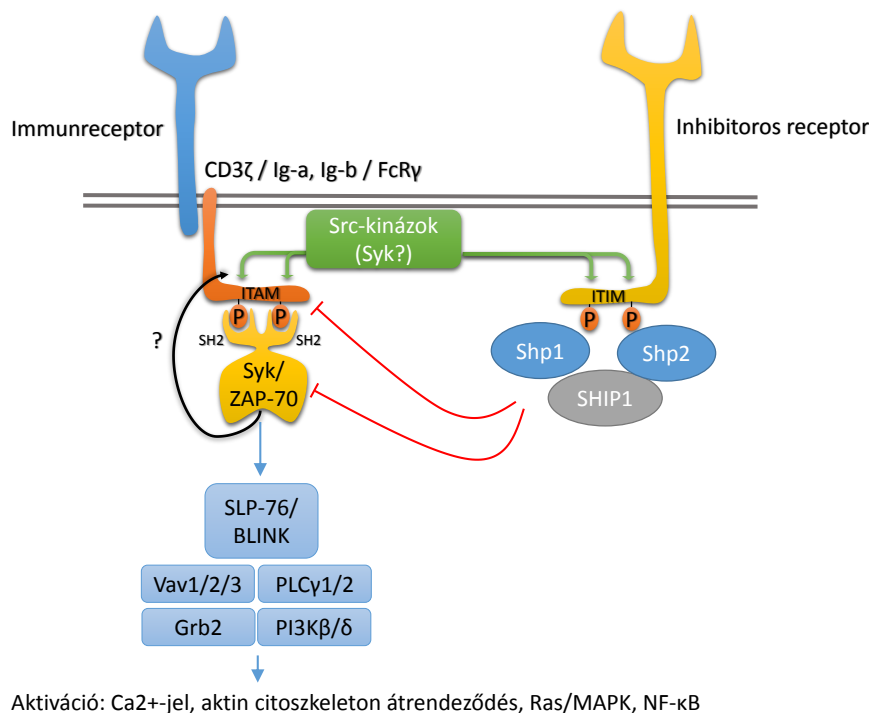 Immunreceptor
Inhibitoros receptor
CD3ζ / Ig-a, Ig-b / FcRγ
Src-kinázok
(Syk?)
ITAM
ITIM
P
P
P
P
SH2
SH2
?
Syk/
ZAP-70
Shp1
Shp2
SHIP1
SLP-76/
BLINK
Vav1/2/3
PLCγ1/2
Grb2
PI3Kβ/δ
Aktiváció: Ca2+-jel, aktin citoszkeleton átrendeződés, Ras/MAPK, NF-κB